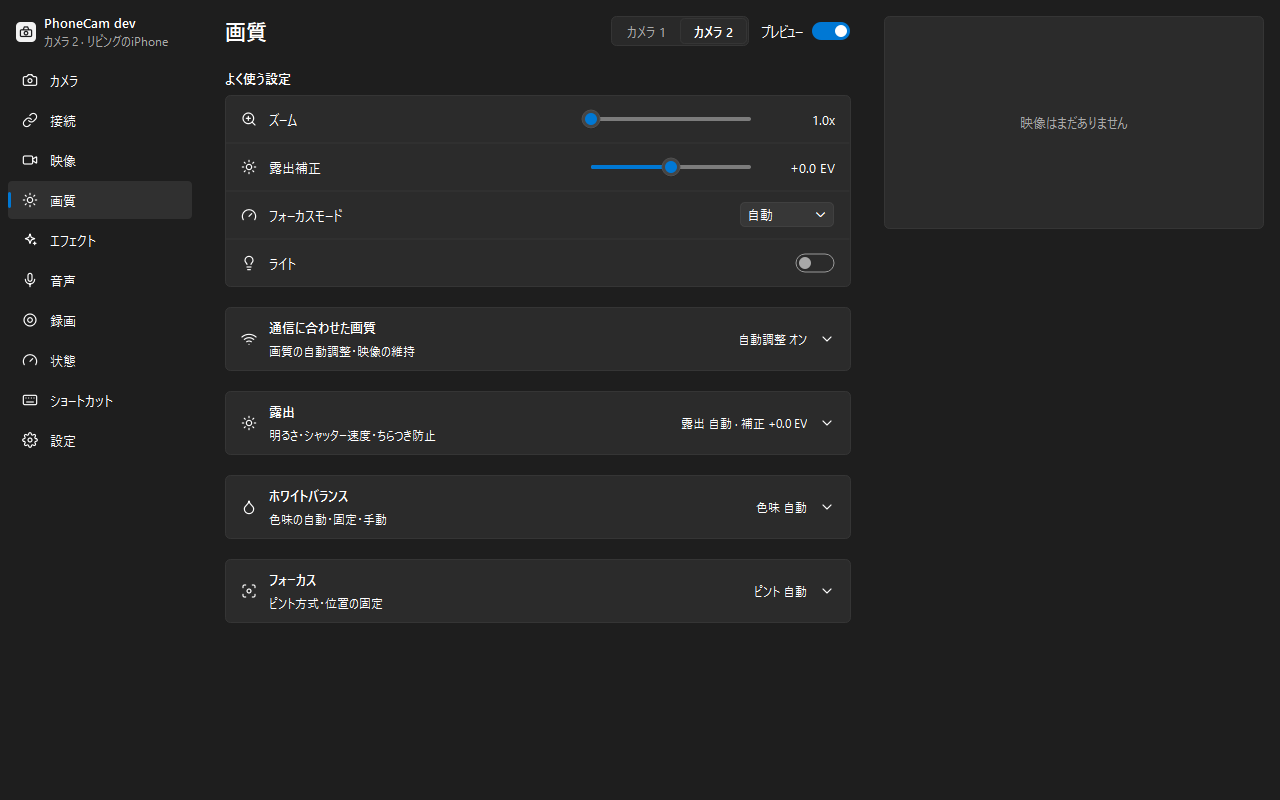 PhoneCam dev
カメラ 2 · リビングのiPhone
カメラ
接続
映像
画質
エフェクト
音声
録画
状態
ショートカット
設定
画質
カメラ 1
カメラ 2
プレビュー
よく使う設定
ズーム
1.0x
露出補正
+0.0 EV
フォーカスモード
自動
ライト
通信に合わせた画質
画質の自動調整・映像の維持
自動調整 オン
露出
明るさ・シャッター速度・ちらつき防止
露出 自動 · 補正 +0.0 EV
ホワイトバランス
色味の自動・固定・手動
色味 自動
フォーカス
ピント方式・位置の固定
ピント 自動
映像はまだありません